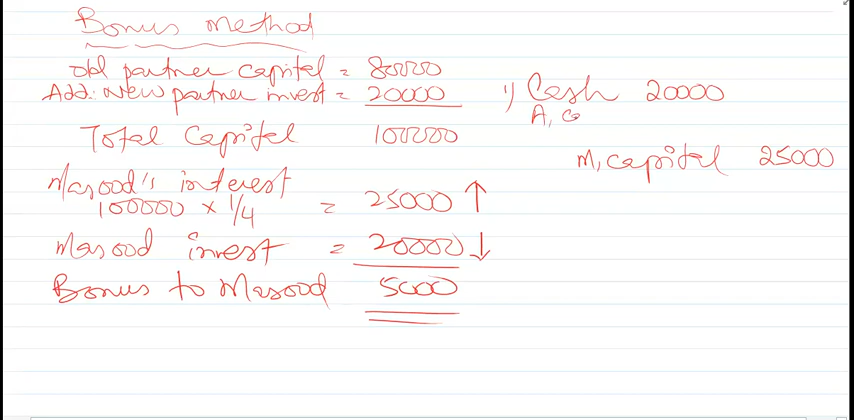 Bonus method
Old partner capital = 80000
Add: New partner invest = 20000
Total Capital 100000
Masood's interest
100000 × 1/4 = 25000 ↑
Masood invest = 20000 ↓
Bonus to Masood 5000
1) Cash 20000
A, C
M, capital 25000